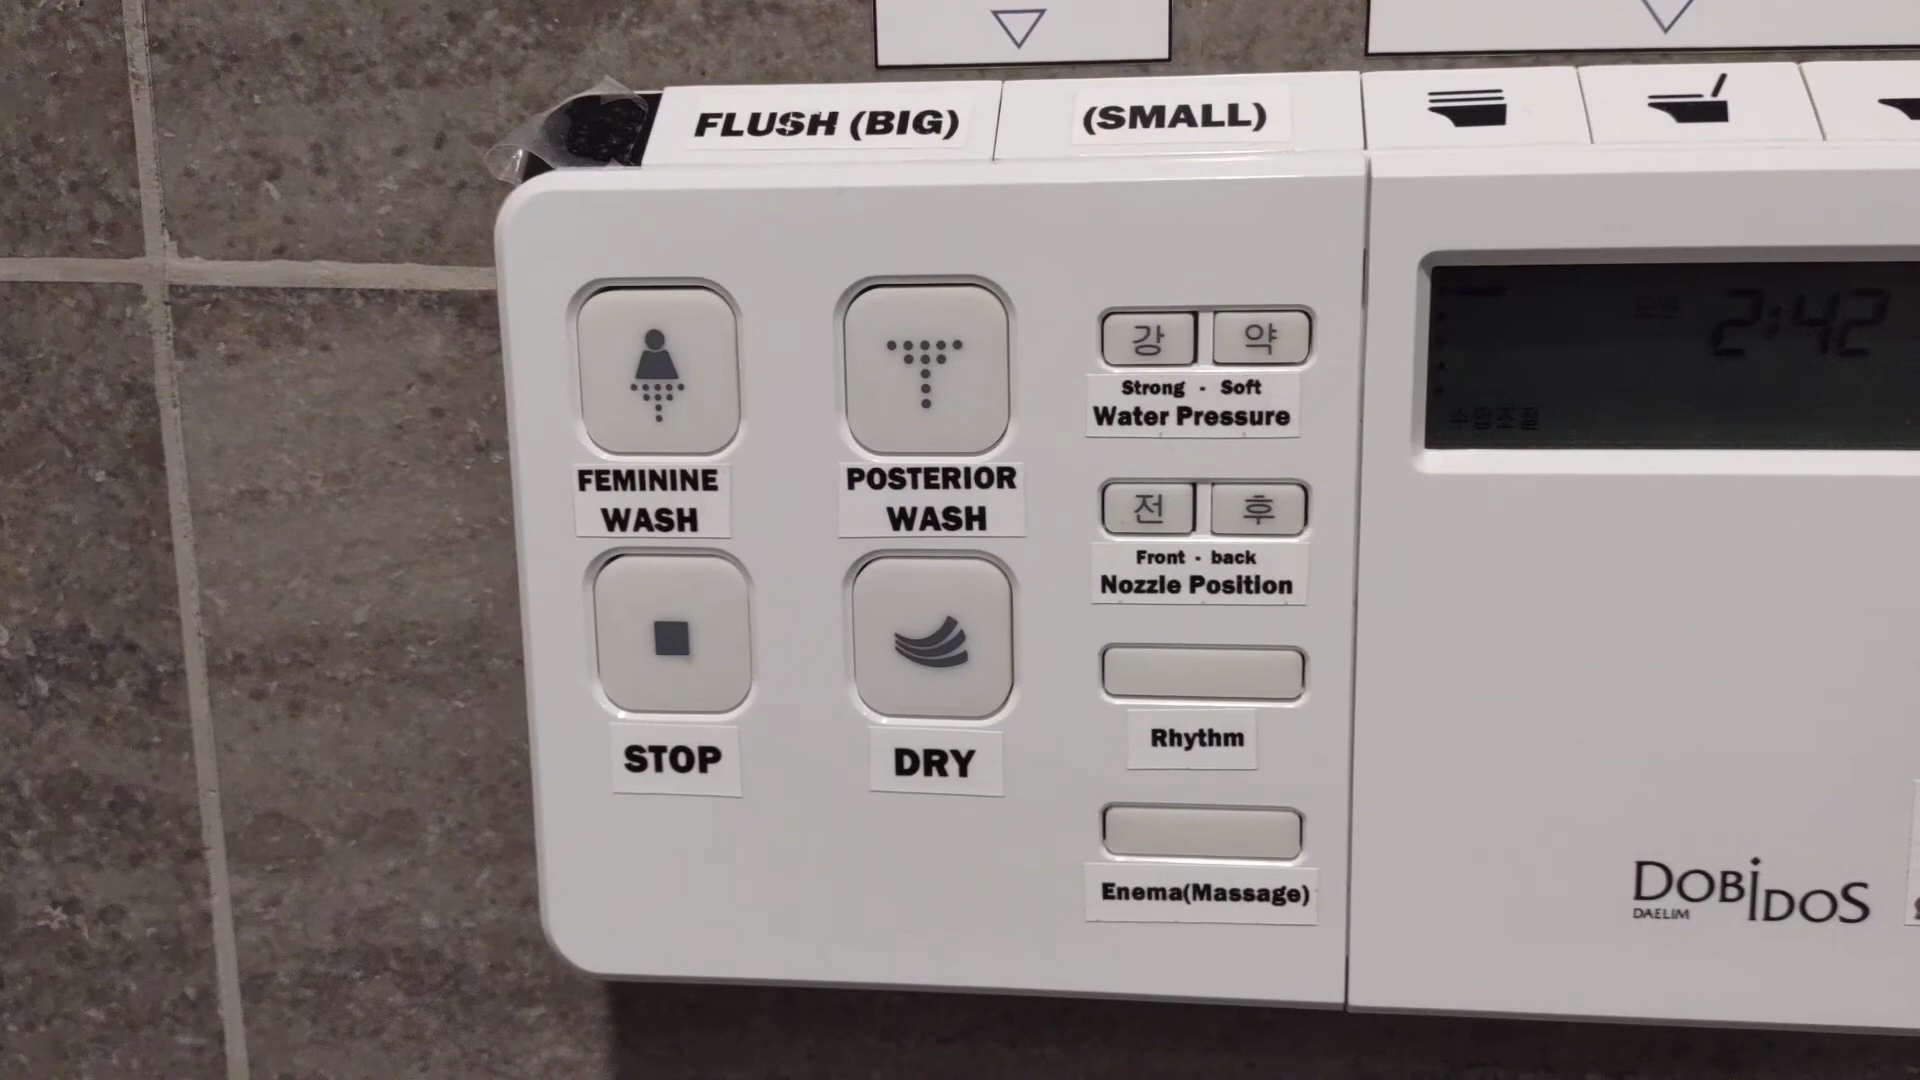 FLUSH (BIG)
(SMALL)
2:42
수압조절
강 약
Strong - Soft
Water Pressure
FEMININE
WASH
POSTERIOR
WASH
전 후
Front - back
Nozzle Position
STOP
DRY
Rhythm
Enema(Massage)
DOBIDOS
DAELIM